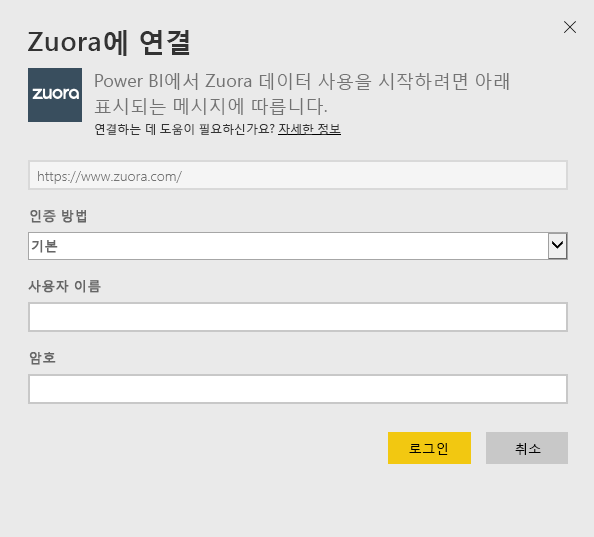 Zuora에 연결
zuora
Power BI에서 Zuora 데이터 사용을 시작하려면 아래
표시되는 메시지에 따릅니다.
연결하는 데 도움이 필요하신가요? 자세한 정보
https://www.zuora.com/
인증 방법
기본
사용자 이름
암호
로그인
취소